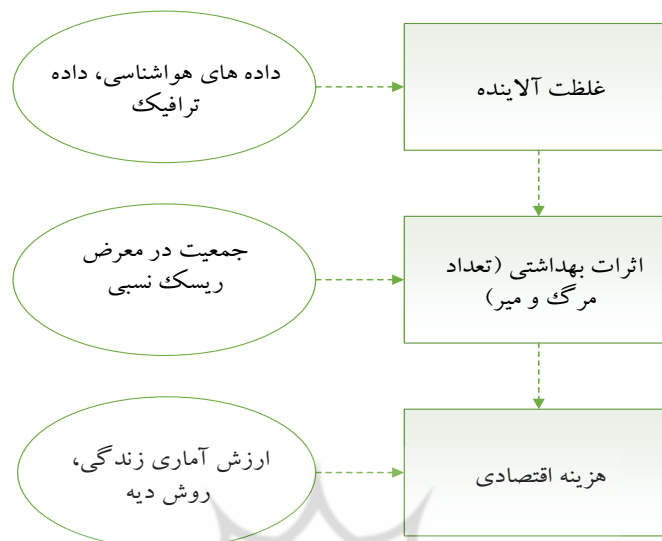 داده های هواشناسی، داده
ترافیک
غلظت آلاینده
جمعیت در معرض
ریسک نسبی
اثرات بهداشتی (تعداد
مرگ و میر)
ارزش آماری زندگی،
روش دیه
هزینه اقتصادی